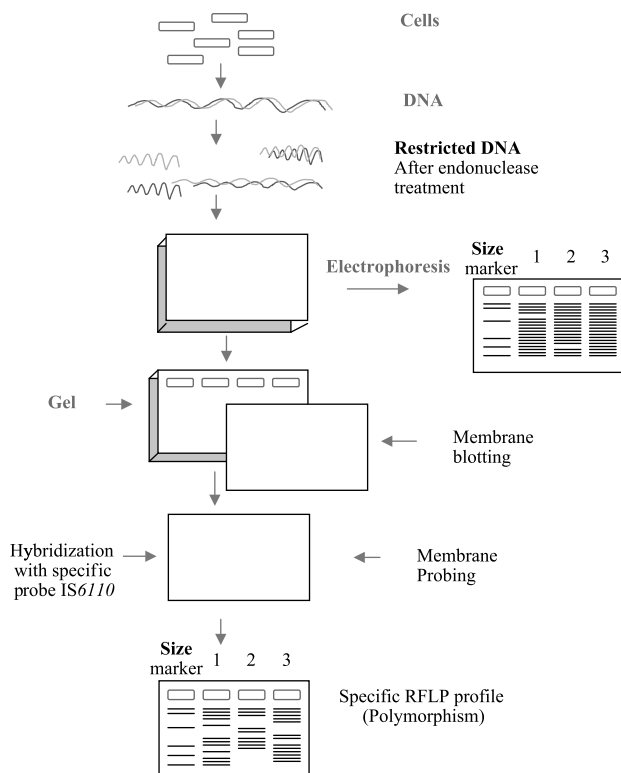 Cells
DNA
Restricted DNA
After endonuclease
treatment
Electrophoresis
Size
marker
1 2 3
Gel
Membrane
blotting
Hybridization
with specific
probe IS6110
Membrane
Probing
Size
marker
1 2 3
Specific RFLP profile
(Polymorphism)